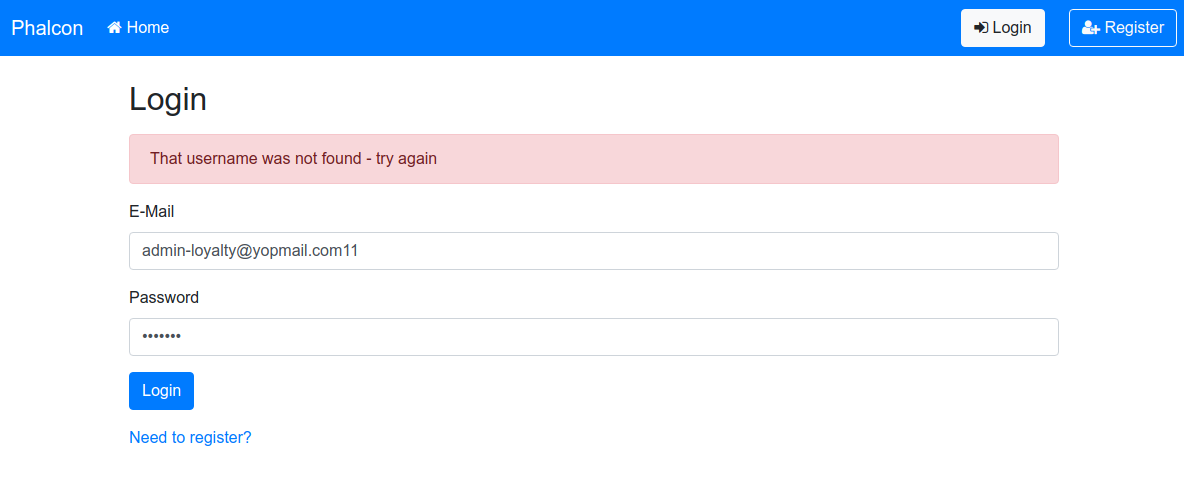 Phalcon Home Login Register
Login
That username was not found - try again
E-Mail
admin-loyalty@yopmail.com11
Password
•••••••
Login
Need to register?